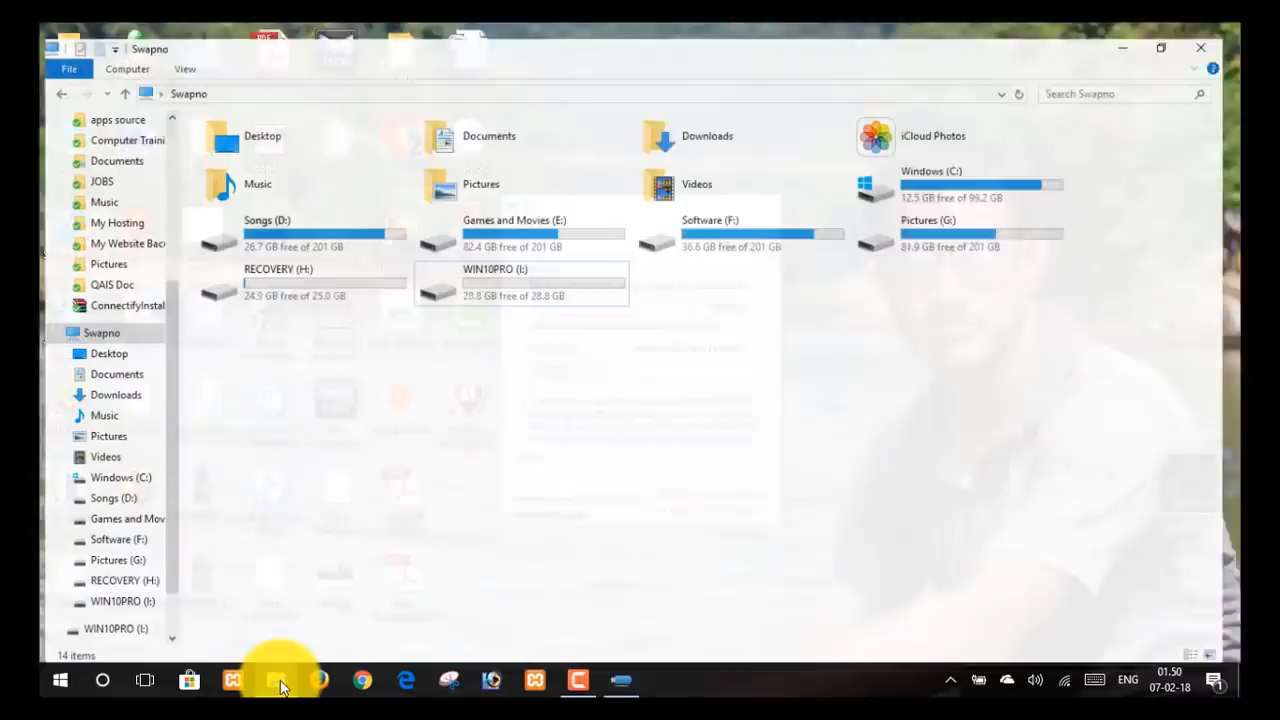 Swapno
File
Computer
View
Swapno
Search Swapno
apps source
Computer Traini
Documents
JOBS
Music
My Hosting
My Website Bac
Pictures
QAIS Doc
ConnectifyInstal
Swapno
Desktop
Documents
Downloads
Music
Pictures
Videos
Windows (C:)
Songs (D:)
Games and Mov
Software (F:)
Pictures (G:)
RECOVERY (H:)
WIN10PRO (I:)
WIN10PRO (I:)
Desktop
Documents
Downloads
iCloud Photos
Music
Pictures
Videos
Windows (C:)
12.5 GB free of 99.2 GB
Songs (D:)
26.7 GB free of 201 GB
Games and Movies (E:)
82.4 GB free of 201 GB
Software (F:)
36.6 GB free of 201 GB
Pictures (G:)
81.9 GB free of 201 GB
RECOVERY (H:)
24.9 GB free of 25.0 GB
WIN10PRO (I:)
28.8 GB free of 28.8 GB
14 items
ENG
01.50
07-02-18
1